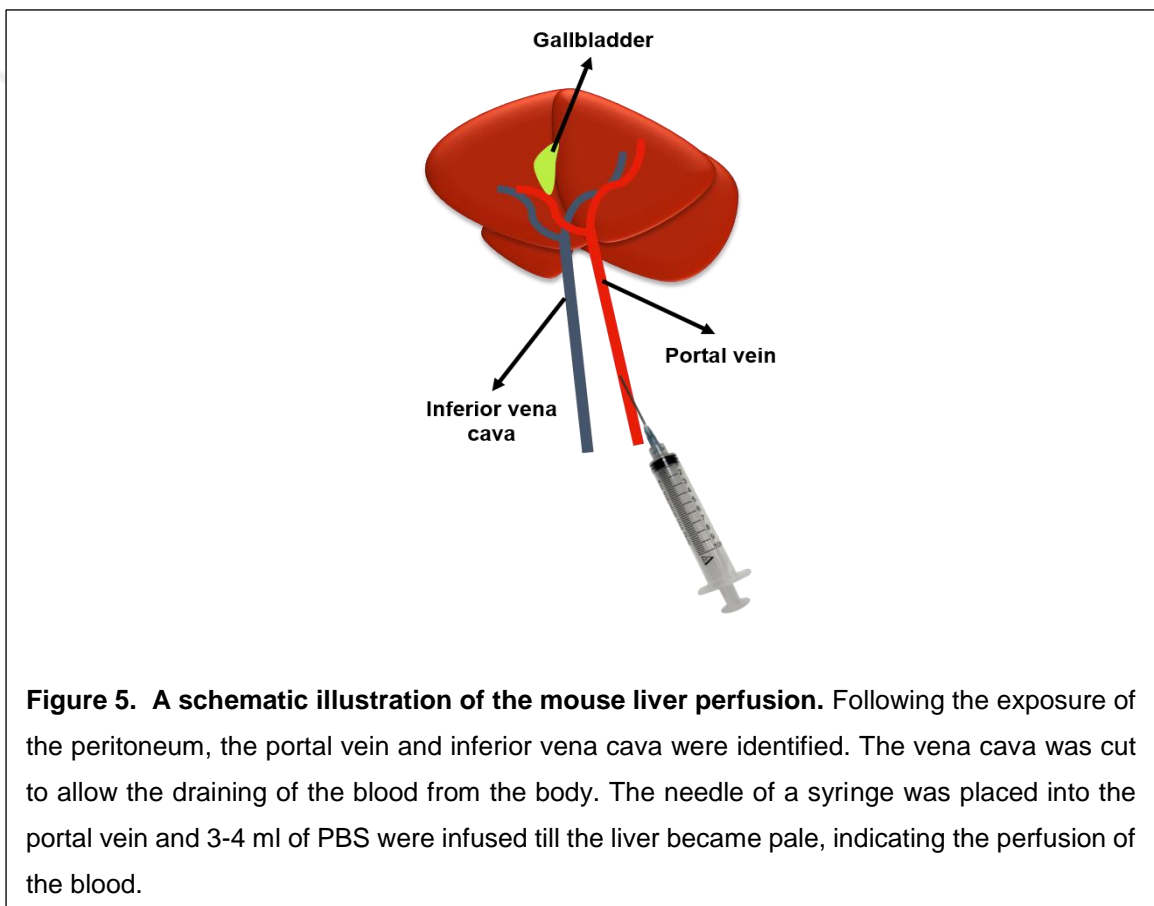 Gallbladder
Portal vein
Inferior vena
cava
Figure 5. A schematic illustration of the mouse liver perfusion. Following the exposure of
the peritoneum, the portal vein and inferior vena cava were identified. The vena cava was cut
to allow the draining of the blood from the body. The needle of a syringe was placed into the
portal vein and 3-4 ml of PBS were infused till the liver became pale, indicating the perfusion of
the blood.